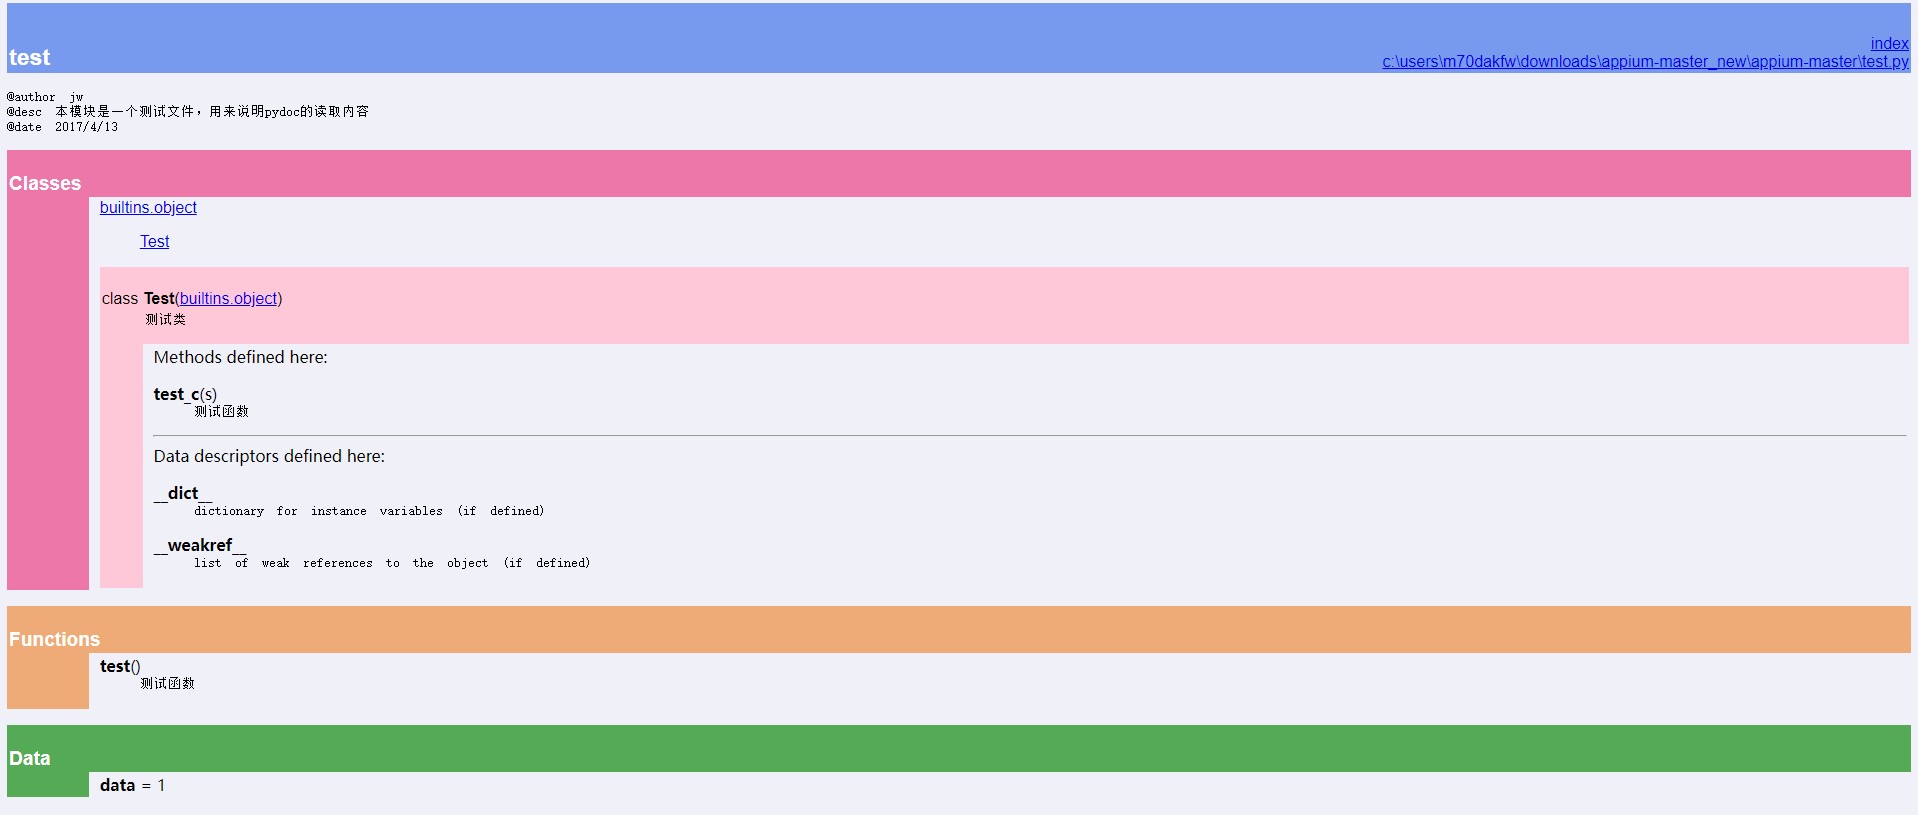 index
test
c:\users\m70dakfw\downloads\appium-master_new\appium-master\test.py
@author jw
@desc 本模块是一个测试文件，用来说明pydoc的读取内容
@date 2017/4/13
Classes
builtins.object
Test
class Test(builtins.object)
测试类
Methods defined here:
test_c(s)
测试函数
Data descriptors defined here:
__dict__
dictionary for instance variables (if defined)
__weakref__
list of weak references to the object (if defined)
Functions
test()
测试函数
Data
data = 1